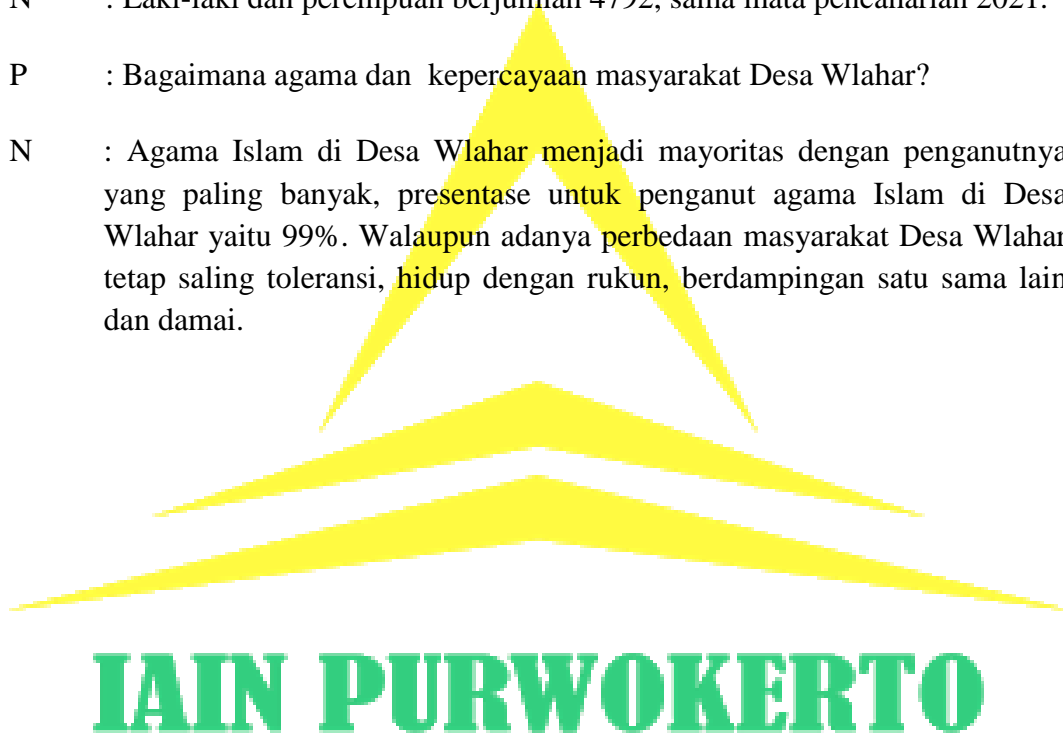 N : Laki-laki dan perempuan berjumlah 4792, sama mata pencaharian 2021.
P : Bagaimana agama dan kepercayaan masyarakat Desa Wlahar?
N : Agama Islam di Desa Wlahar menjadi mayoritas dengan penganutnya
yang paling banyak, presentase untuk penganut agama Islam di Desa
Wlahar yaitu 99%. Walaupun adanya perbedaan masyarakat Desa Wlahar
tetap saling toleransi, hidup dengan rukun, berdampingan satu sama lain
dan damai.
IAIN PURWOKERTO